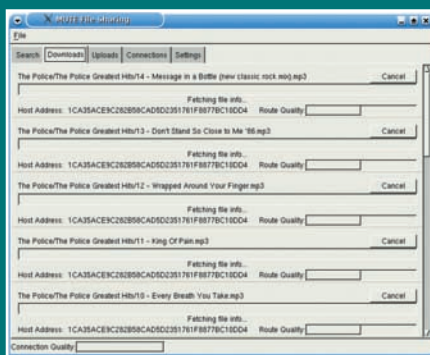 MUTE File Sharing
File
Search Downloads Uploads Connections Settings
The Police/The Police Greatest Hits/14 - Message in a Bottle (new classic rock mix).mp3 Cancel
Fetching file info...
Host Address: 1CA35ACE9C282B58CAD5D2351761F8877BC10DD4 Route Quality:
The Police/The Police Greatest Hits/13 - Don't Stand So Close to Me '86.mp3 Cancel
Fetching file info...
Host Address: 1CA35ACE9C282B58CAD5D2351761F8877BC10DD4 Route Quality:
The Police/The Police Greatest Hits/12 - Wrapped Around Your Finger.mp3 Cancel
Fetching file info...
Host Address: 1CA35ACE9C282B58CAD5D2351761F8877BC10DD4 Route Quality:
The Police/The Police Greatest Hits/11 - King Of Pain.mp3 Cancel
Fetching file info...
Host Address: 1CA35ACE9C282B58CAD5D2351761F8877BC10DD4 Route Quality:
The Police/The Police Greatest Hits/10 - Every Breath You Take.mp3 Cancel
Fetching file info...
Host Address: 1CA35ACE9C282B58CAD5D2351761F8877BC10DD4 Route Quality:
Connection Quality: